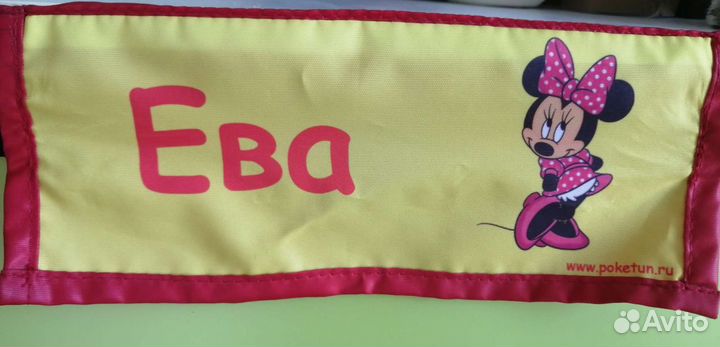 Ева
www.poketun.ru
Avito